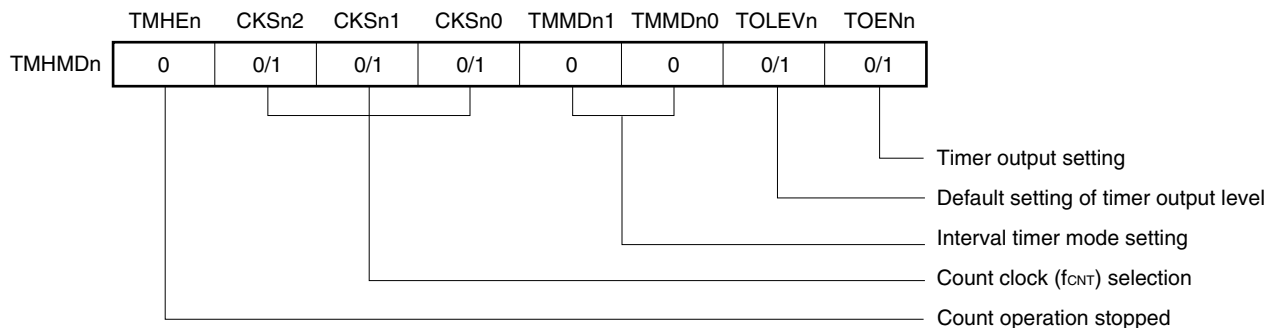 TMHEn CKSn2 CKSn1 CKSn0 TMMDn1 TMMDn0 TOLEVn TOENn
TMHMDn 0 0/1 0/1 0/1 0 0 0/1 0/1
Timer output setting
Default setting of timer output level
Interval timer mode setting
Count clock (fCNT) selection
Count operation stopped